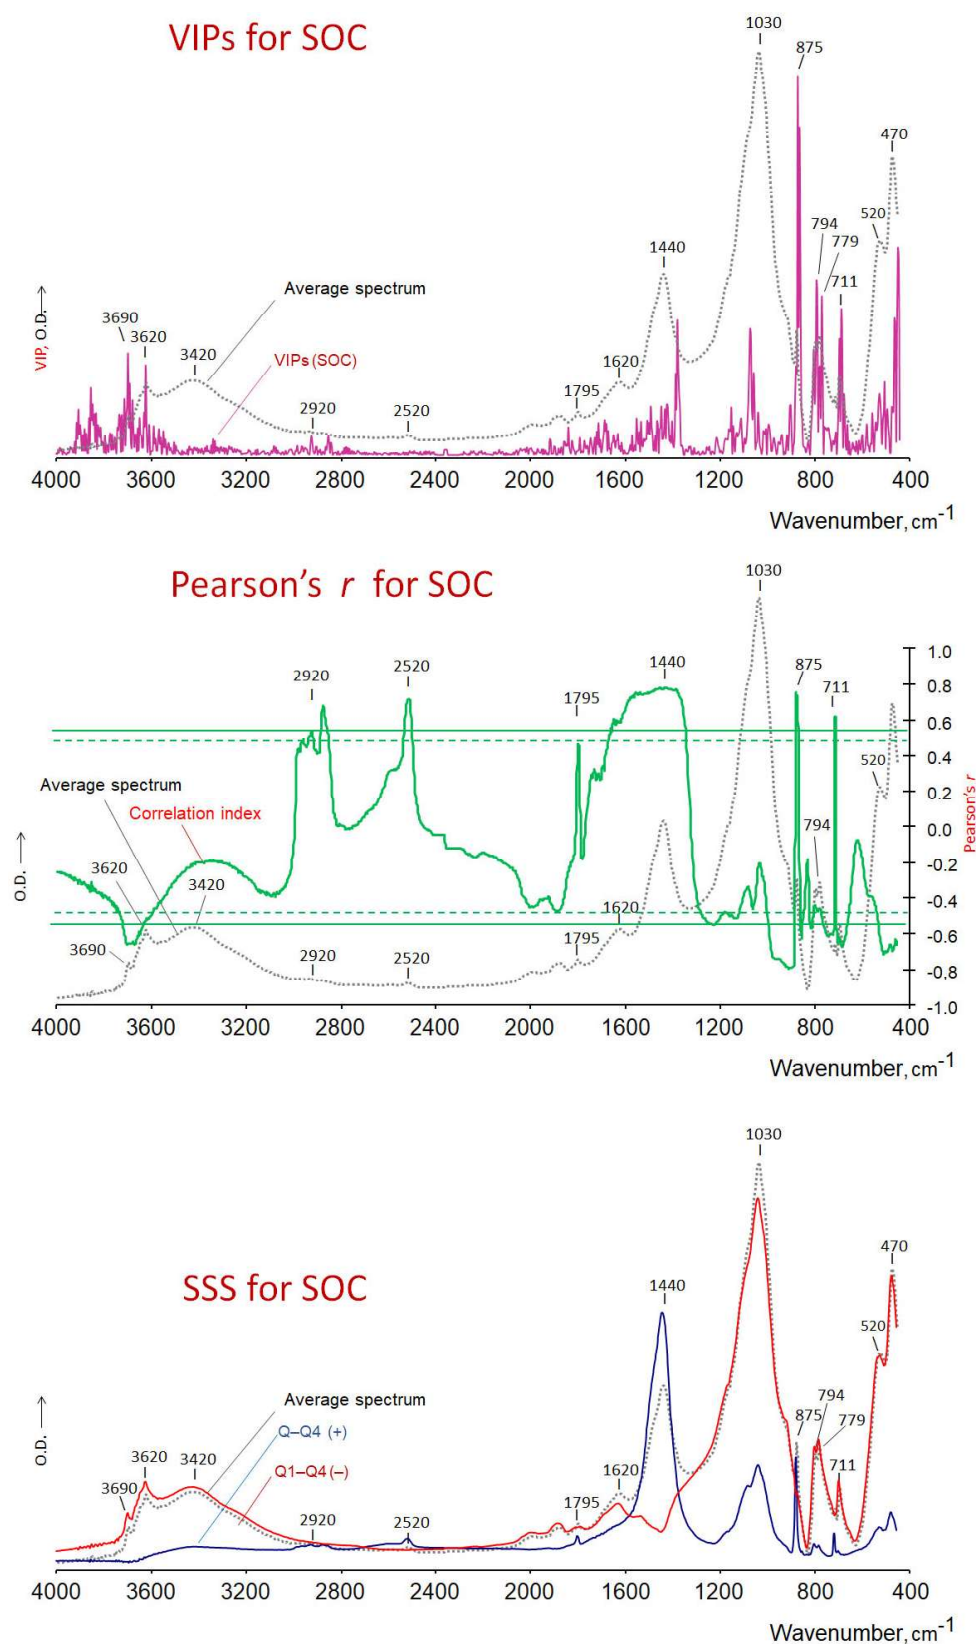 VIPs for SOC
1030
875
470
794
520
779
1440
711
Average spectrum
3690
3620
3420
1620
VIPs (SOC)
1795
2920
2520
VIP, O.D.
4000 3600 3200 2800 2400 2000 1600 1200 800 400
Wavenumber, cm-1
Pearson's r for SOC
1030
1.0
2920
2520
1440
875
0.8
1795
711
0.6
0.4
520
Average spectrum
0.2
Correlation index
794
0.0
3620
3420
-0.2
-0.4
1620
3690
1795
-0.6
2920
2520
-0.8
-1.0
O.D.
Pearson's r
4000 3600 3200 2800 2400 2000 1600 1200 800 400
Wavenumber, cm-1
1030
SSS for SOC
470
1440
520
Average spectrum
794
875
779
Q–Q4 (+)
3620
3420
Q1–Q4 (–)
1620
711
3690
1795
2920
2520
O.D.
4000 3600 3200 2800 2400 2000 1600 1200 800 400
Wavenumber, cm-1